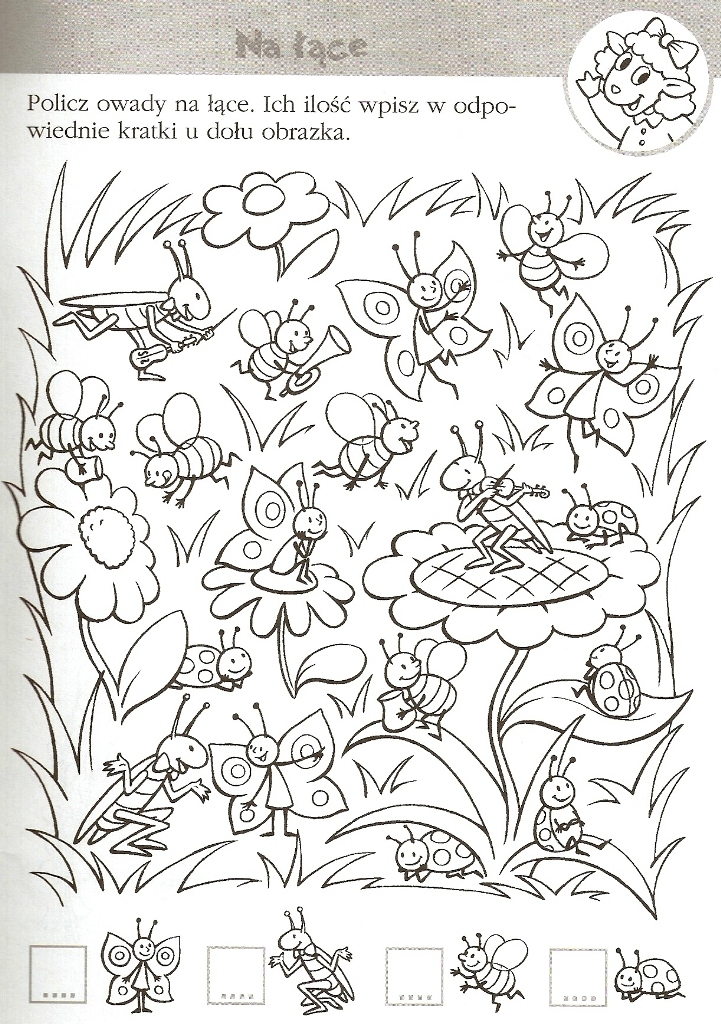 Na łące
Policz owady na łące. Ich ilość wpisz w odpo-
wiednie kratki u dołu obrazka.